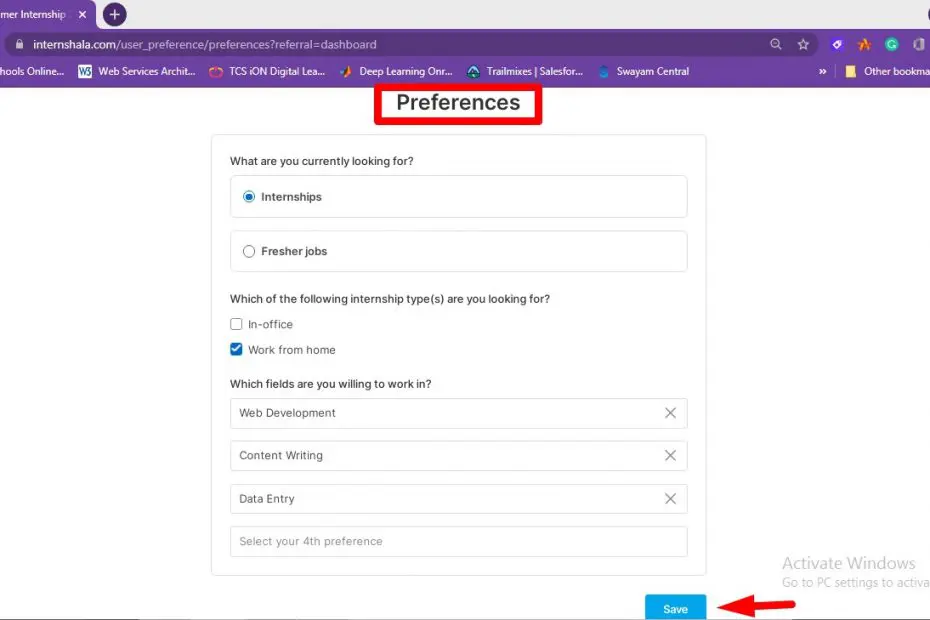 mer Internship
internshala.com/user_preference/preferences?referral=dashboard
hools Online... W3 Web Services Archit... TCS iON Digital Lea... Deep Learning Onr... Trailmixes | Salesfor... Swayam Central » Other bookma
Preferences
What are you currently looking for?
Internships
Fresher jobs
Which of the following internship type(s) are you looking for?
In-office
Work from home
Which fields are you willing to work in?
Web Development
Content Writing
Data Entry
Select your 4th preference
Activate Windows
Go to PC settings to activa
Save